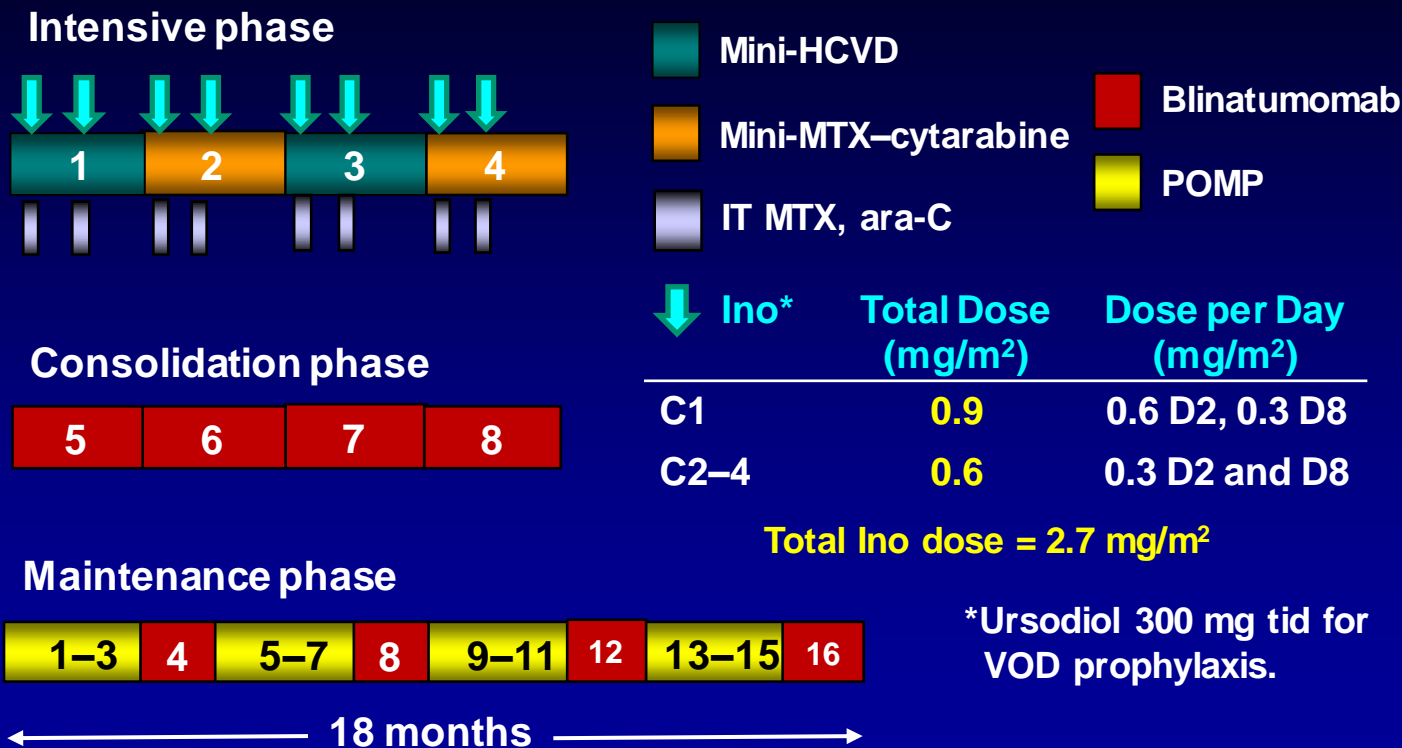 Intensive phase
1 2 3 4
Mini-HCVD
Mini-MTX–cytarabine
IT MTX, ara-C
Blinatumomab
POMP
Consolidation phase
5 6 7 8
Ino* Total Dose Dose per Day
(mg/m²) (mg/m²)
C1 0.9 0.6 D2, 0.3 D8
C2–4 0.6 0.3 D2 and D8
Total Ino dose = 2.7 mg/m²
Maintenance phase
1–3 4 5–7 8 9–11 12 13–15 16
18 months
*Ursodiol 300 mg tid for
VOD prophylaxis.